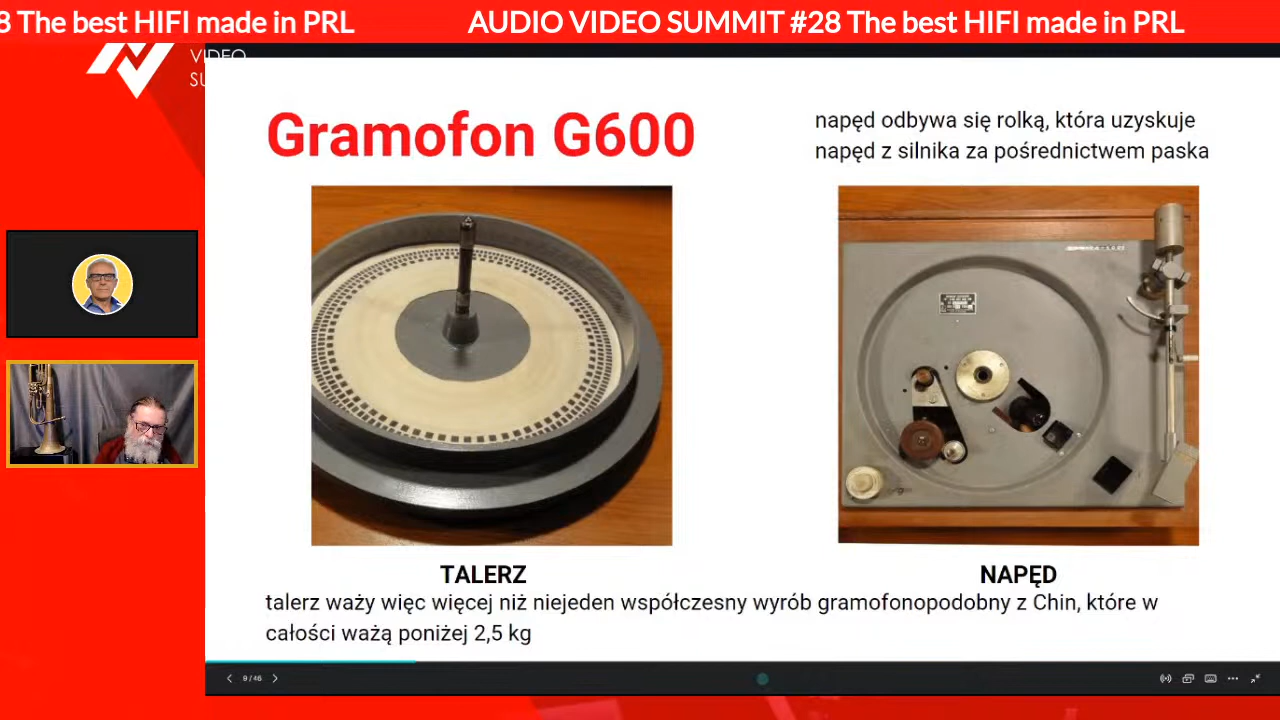 8 The best HIFI made in PRL
AUDIO VIDEO SUMMIT #28 The best HIFI made in PRL
VIDEO
SU
Gramofon G600
napęd odbywa się rolką, która uzyskuje
napęd z silnika za pośrednictwem paska
TALERZ
NAPĘD
talerz waży więc więcej niż niejeden współczesny wyrób gramofonopodobny z Chin, które w
całości ważą poniżej 2,5 kg
9 / 46